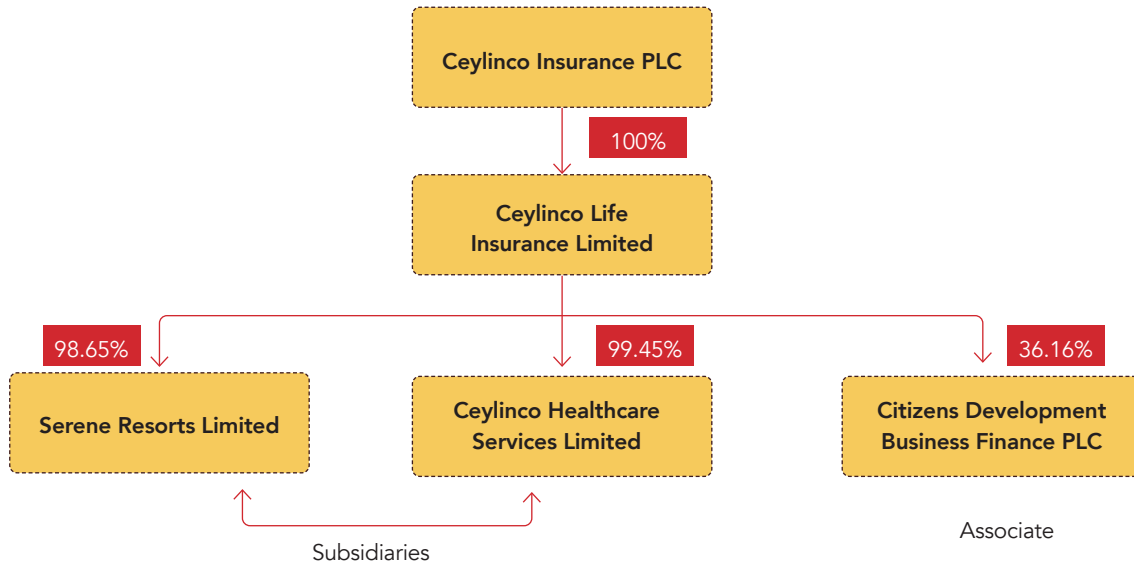 Ceylinco Insurance PLC
100%
Ceylinco Life
Insurance Limited
98.65%
99.45%
36.16%
Serene Resorts Limited
Ceylinco Healthcare
Services Limited
Citizens Development
Business Finance PLC
Subsidiaries
Associate